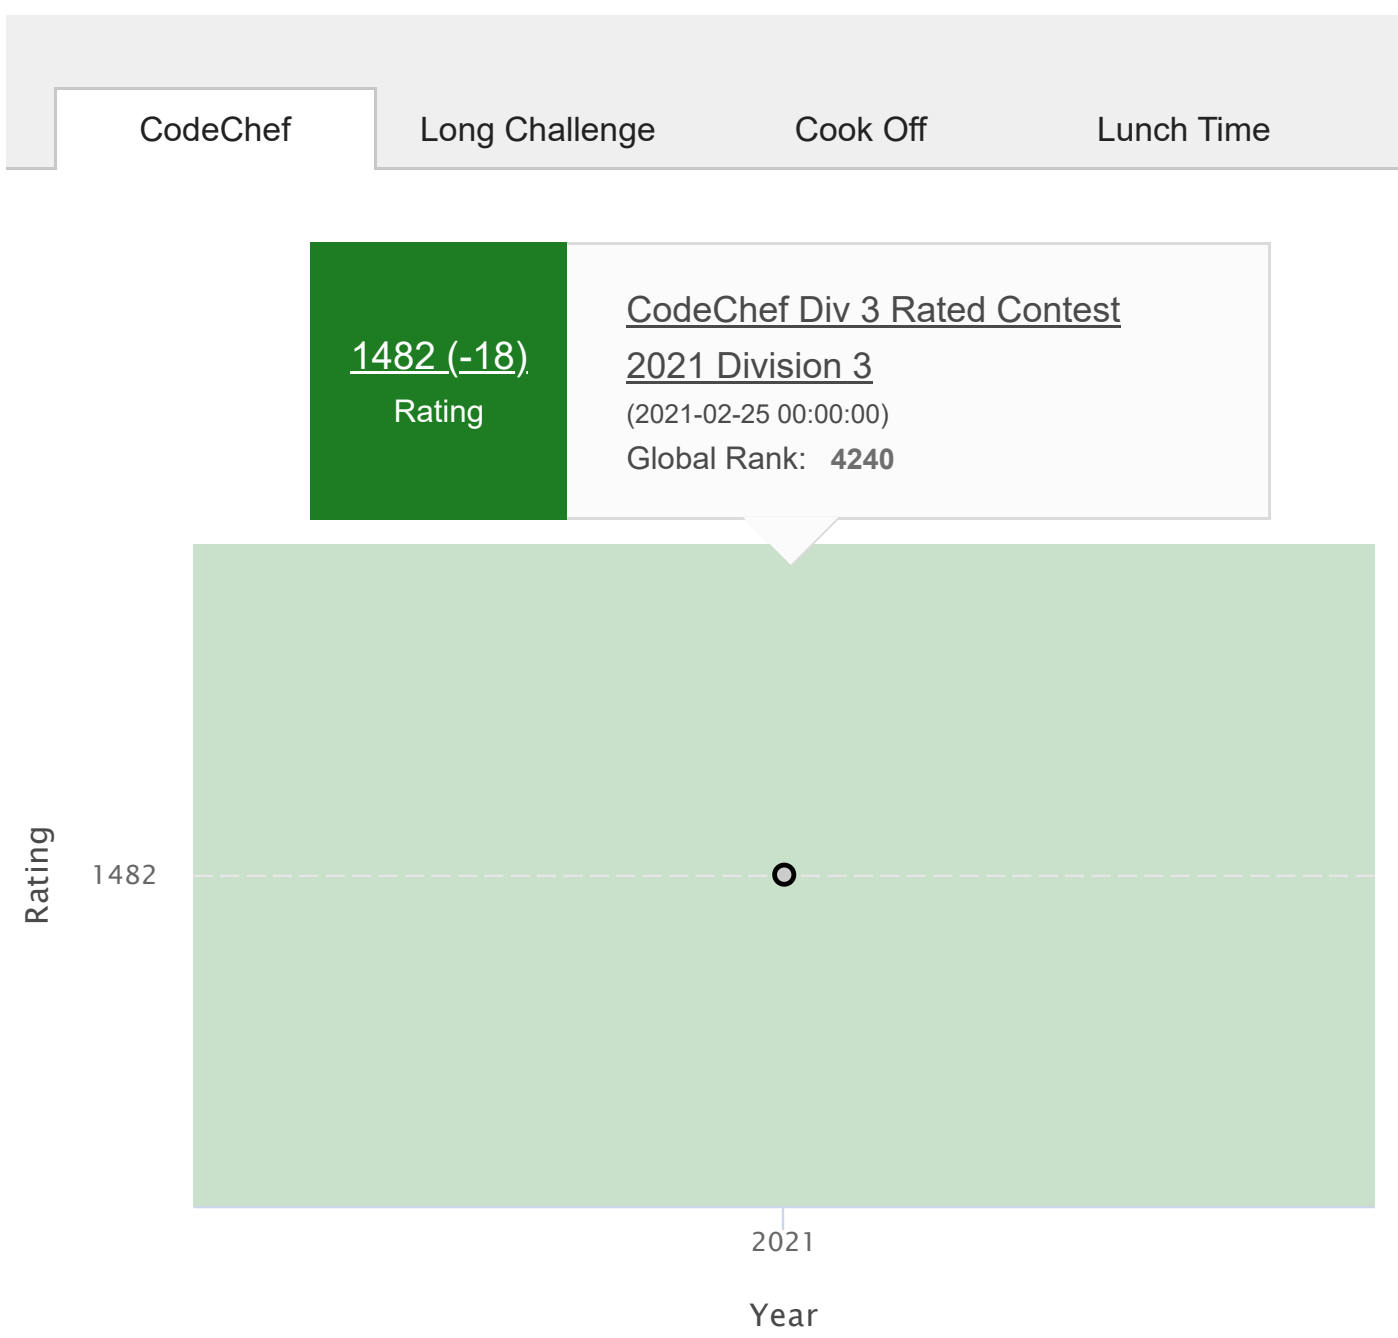 CodeChef Long Challenge Cook Off Lunch Time
1482 (-18)
Rating
CodeChef Div 3 Rated Contest
2021 Division 3
(2021-02-25 00:00:00)
Global Rank: 4240
Rating
1482
2021
Year